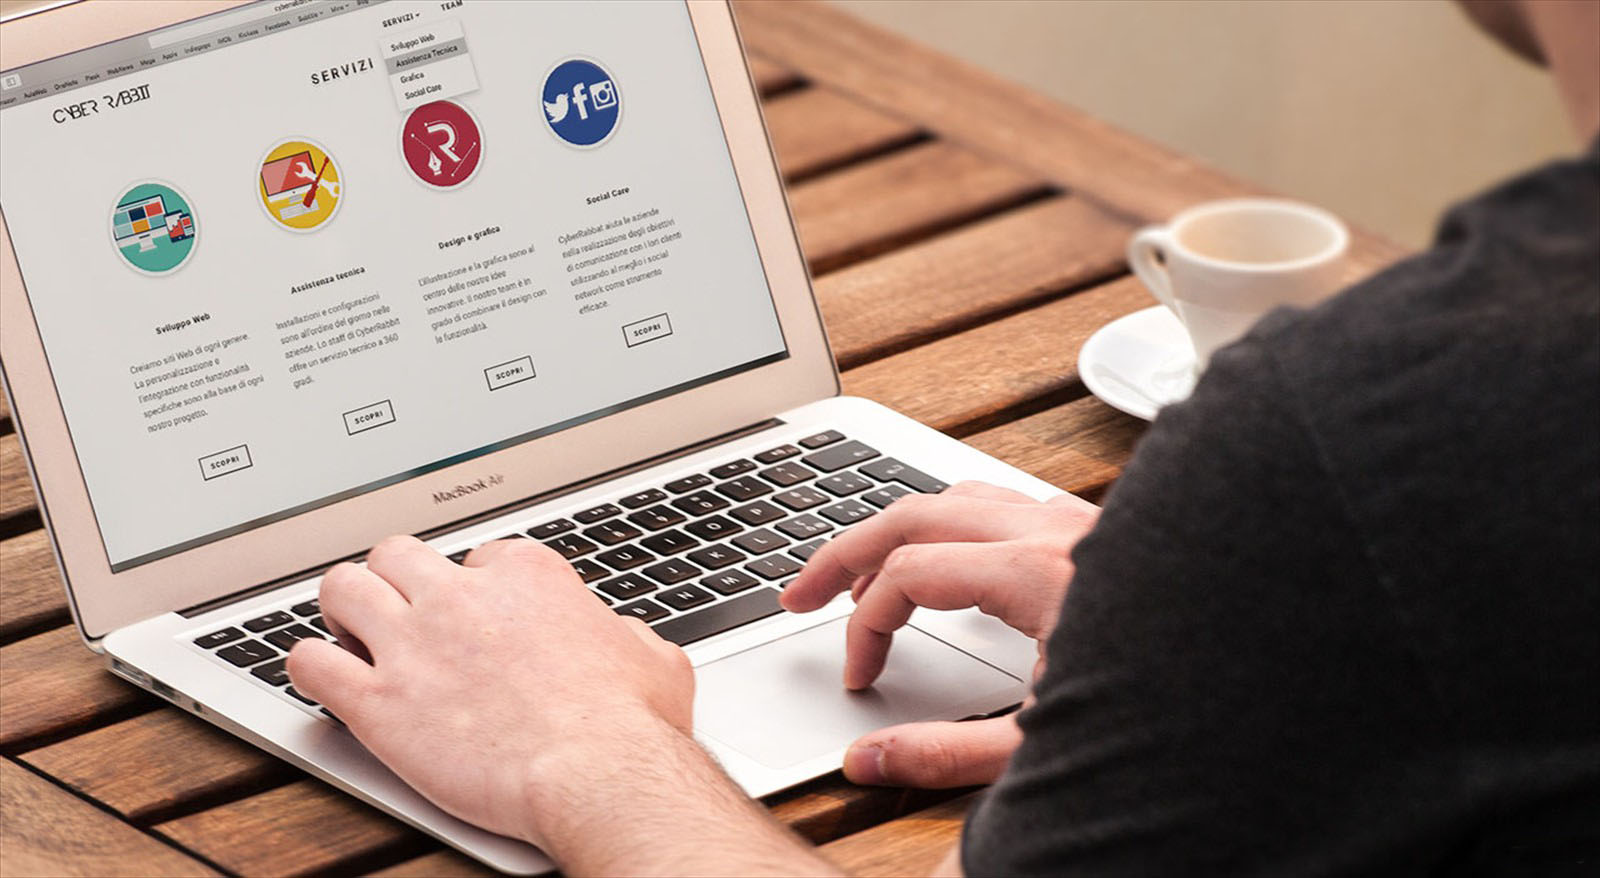 cyberrabbit
Amazon AulaWeb OneNote Plesk WebNews Mega Apple Indiegogo IMDb Kickass Facebook Subtitle Mine Blog
CYBER RABBIT
SERVIZI
TEAM
Sviluppo Web
Assistenza Tecnica
Grafica
Social Care
SERVIZI
Sviluppo Web
Creiamo siti Web di ogni genere.
La personalizzazione e
l'integrazione con funzionalità
specifiche sono alla base di ogni
nostro progetto.
SCOPRI
Assistenza tecnica
Installazioni e configurazioni
sono all'ordine del giorno nelle
aziende. Lo staff di CyberRabbit
offre un servizio tecnico a 360
gradi.
SCOPRI
R
Design e grafica
L'illustrazione e la grafica sono al
centro delle nostre idee
innovative. Il nostro team è in
grado di combinare il design con
le funzionalità.
SCOPRI
Social Care
CyberRabbit aiuta le aziende
nella realizzazione degli obiettivi
di comunicazione con i lori clienti
utilizzando al meglio i social
network come strumento
efficace.
SCOPRI
MacBook Air
U I O P
H J K L
B N M